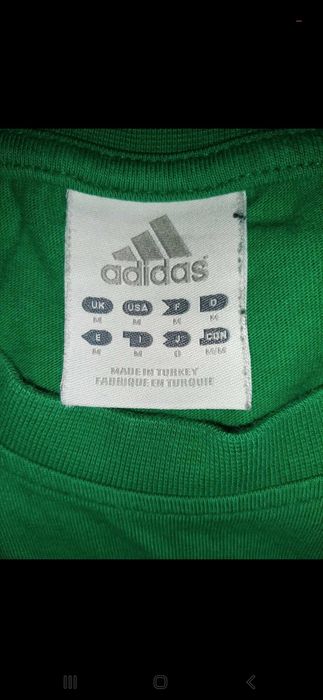 adidas
UK USA F D
M M M M
E I J CDN
M M O M/M
MADE IN TURKEY
FABRIQUE EN TURQUIE